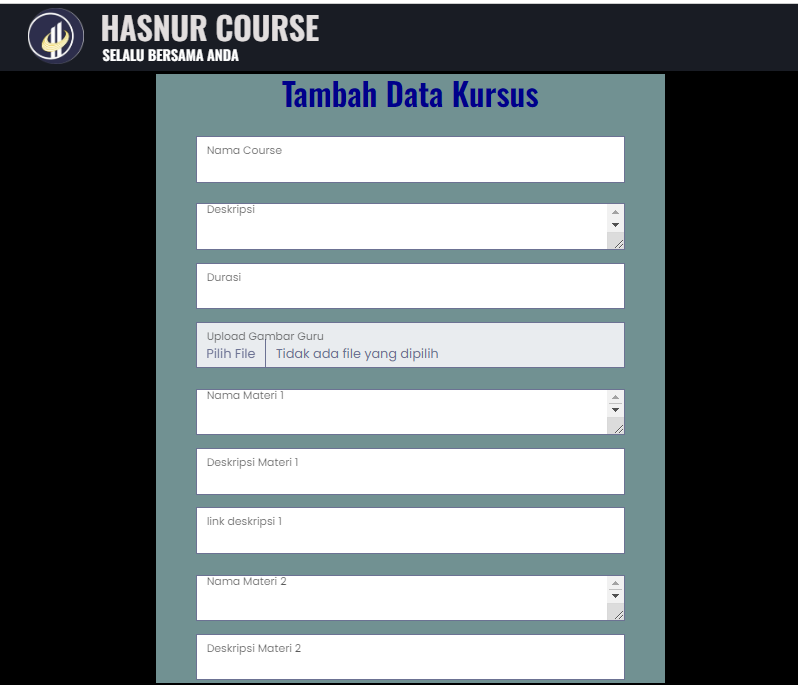 HASNUR COURSE
SELALU BERSAMA ANDA
Tambah Data Kursus
Nama Course
Deskripsi
Durasi
Upload Gambar Guru
Pilih File Tidak ada file yang dipilih
Nama Materi 1
Deskripsi Materi 1
link deskripsi 1
Nama Materi 2
Deskripsi Materi 2